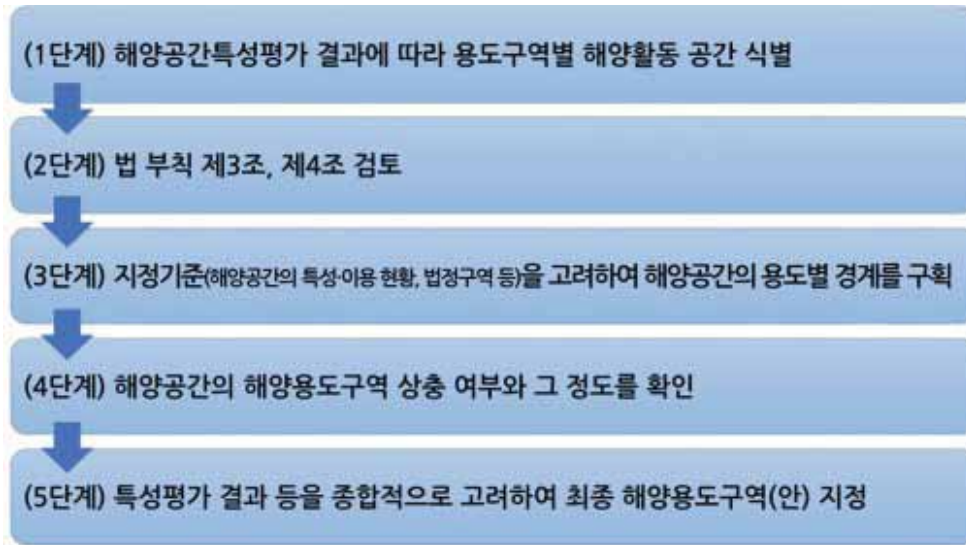 (1단계) 해양공간특성평가 결과에 따라 용도구역별 해양활동 공간 식별
(2단계) 법 부칙 제3조, 제4조 검토
(3단계) 지정기준(해양공간의 특성·이용 현황, 법정구역 등)을 고려하여 해양공간의 용도별 경계를 구획
(4단계) 해양공간의 해양용도구역 상충 여부와 그 정도를 확인
(5단계) 특성평가 결과 등을 종합적으로 고려하여 최종 해양용도구역(안) 지정